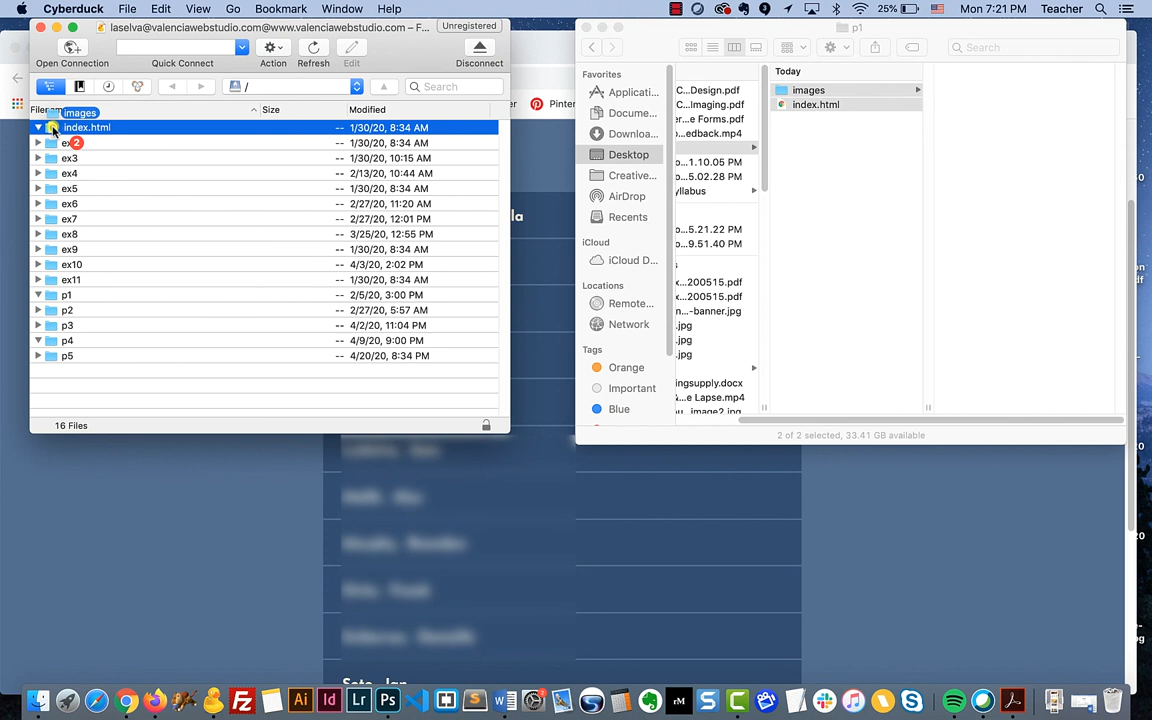 Cyberduck File Edit View Go Bookmark Window Help 25% Mon 7:21 PM Teacher
laselva@valenciawebstudio.com@www.valenciawebstudio.com – F... Unregistered
Open Connection Quick Connect Action Refresh Edit Disconnect
/ Search
Size Modified
images
index.html -- 1/30/20, 8:34 AM
2 -- 1/30/20, 8:34 AM
ex3 -- 1/30/20, 10:15 AM
ex4 -- 2/13/20, 10:44 AM
ex5 -- 1/30/20, 8:34 AM
ex6 -- 2/27/20, 11:20 AM
ex7 -- 2/27/20, 12:01 PM
ex8 -- 3/25/20, 12:55 PM
ex9 -- 1/30/20, 8:34 AM
ex10 -- 4/3/20, 2:02 PM
ex11 -- 1/30/20, 8:34 AM
p1 -- 2/5/20, 3:00 PM
p2 -- 2/27/20, 5:57 AM
p3 -- 4/2/20, 11:04 PM
p4 -- 4/9/20, 9:00 PM
p5 -- 4/20/20, 8:34 PM
16 Files
p1
Search
Favorites
Applicati...
Docume...
Downloa...
Desktop
Creative...
AirDrop
Recents
iCloud
iCloud D...
Locations
Remote...
Network
Tags
Orange
Important
Blue
C...Design.pdf
C...Imaging.pdf
...e Forms.pdf
...edback.mp4
...1.10.05 PM
...5.02.28 PM
...yllabus
...5.21.22 PM
...9.51.40 PM
x...200515.pdf
x...200515.pdf
n...-banner.jpg
.jpg
.jpg
.jpg
ingsupply.docx
...e Lapse.mp4
Today
images
index.html
2 of 2 selected, 33.41 GB available
la
Pinter